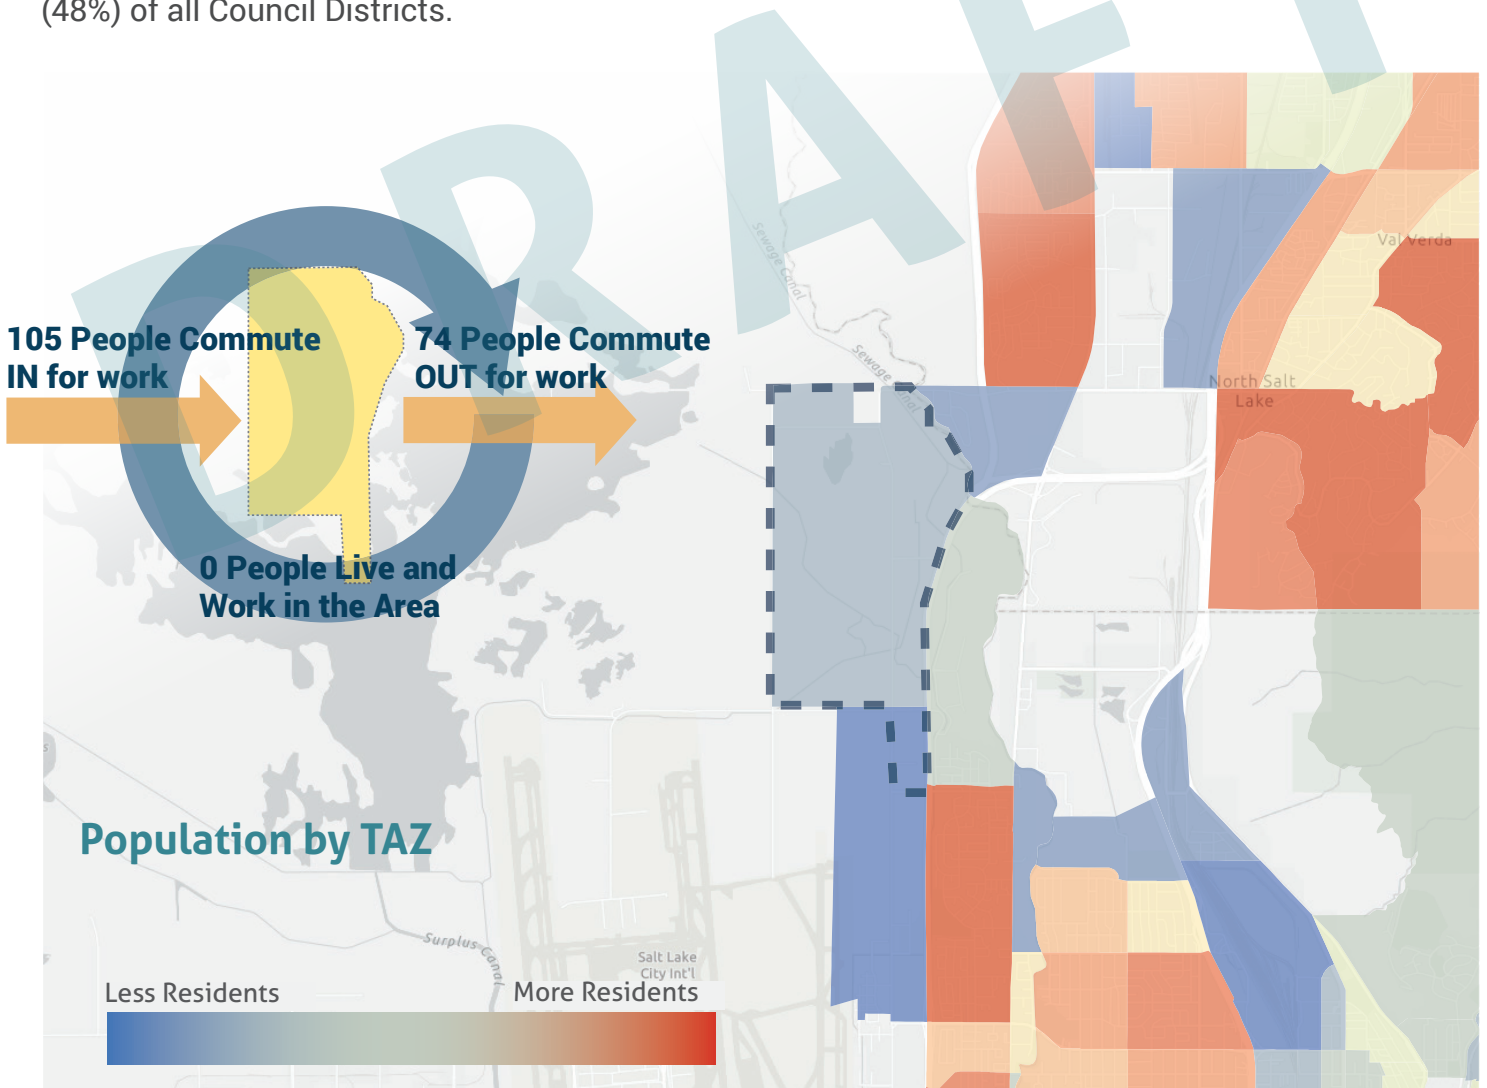 (48%) of all Council Districts.
DRAFT
Sewage Canal
Val Verda
105 People Commute
IN for work
74 People Commute
OUT for work
Sewage Canal
North Salt
Lake
0 People Live and
Work in the Area
Population by TAZ
Surplus Canal
Salt Lake
City Int'l
Less Residents
More Residents